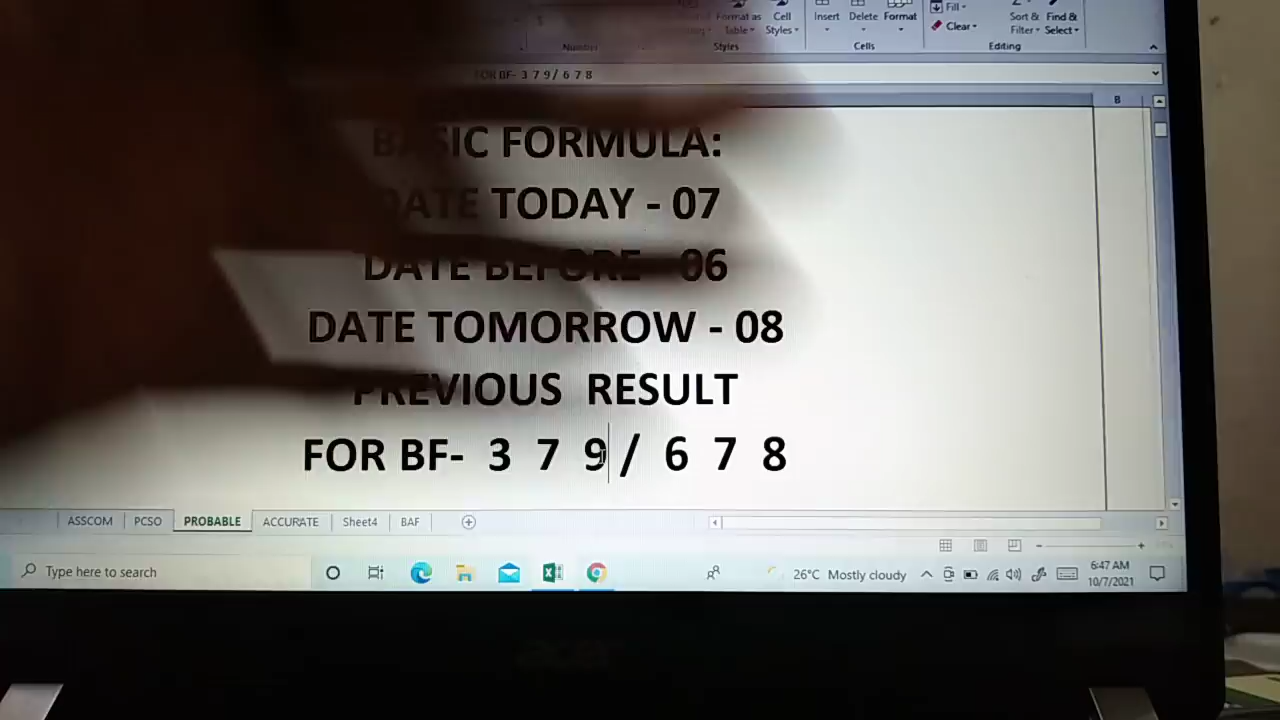 Format as
Table
Cell
Styles
Styles
Insert
Delete
Format
Cells
Fill
Clear
Sort &
Filter
Find &
Select
Editing
FOR BF- 3 7 9/ 6 7 8
B
BASIC FORMULA:
DATE TODAY - 07
DATE BEFORE - 06
DATE TOMORROW - 08
PREVIOUS RESULT
FOR BF- 3 7 9 / 6 7 8
ASSCOM PCSO PROBABLE ACCURATE Sheet4 BAF
Type here to search
26°C Mostly cloudy
6:47 AM
10/7/2021
acer